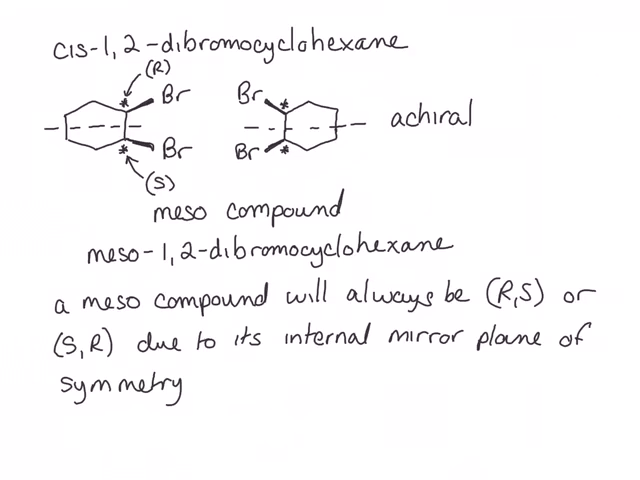 cis-1,2-dibromocyclohexane
(R)
* Br Br *
achiral
* Br Br *
(S)
meso compound
meso-1,2-dibromocyclohexane
a meso compound will always be (R,S) or
(S,R) due to its internal mirror plane of
symmetry